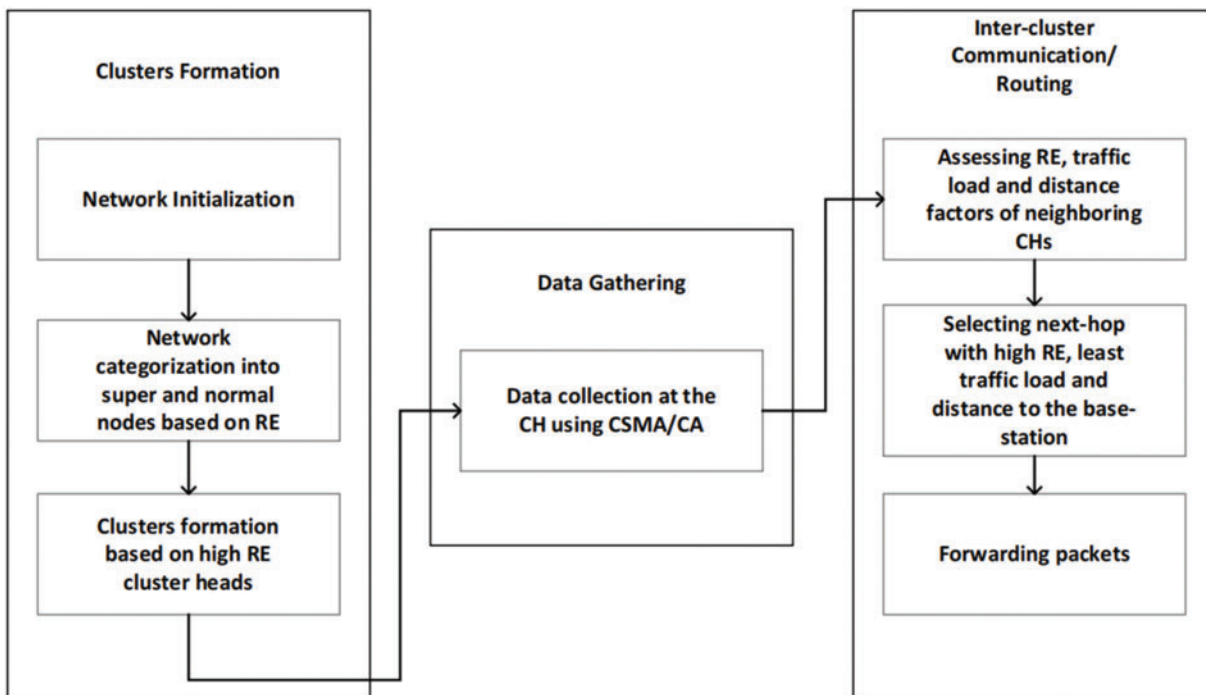 Clusters Formation
Network Initialization
Network
categorization into
super and normal
nodes based on RE
Clusters formation
based on high RE
cluster heads
Data Gathering
Data collection at the
CH using CSMA/CA
Inter-cluster
Communication/
Routing
Assessing RE, traffic
load and distance
factors of neighboring
CHs
Selecting next-hop
with high RE, least
traffic load and
distance to the base-
station
Forwarding packets